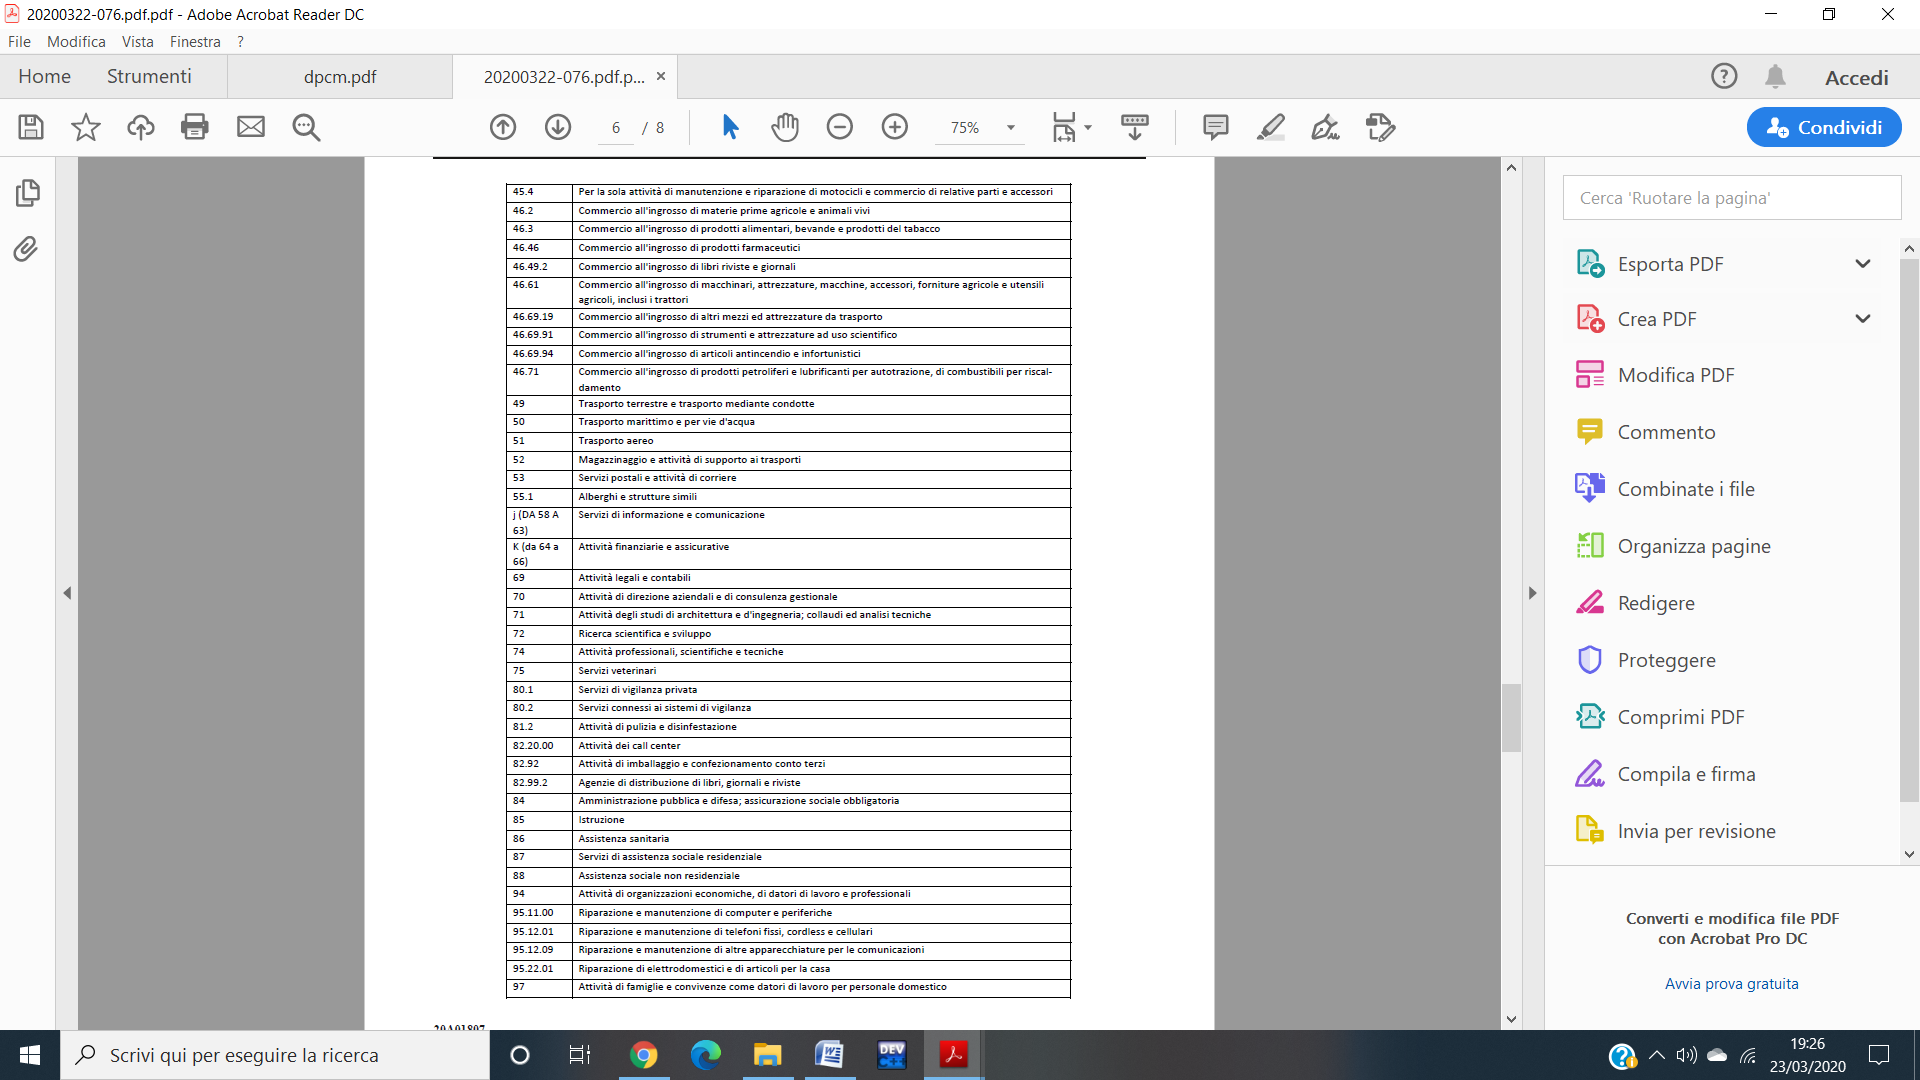 20200322-076.pdf.pdf - Adobe Acrobat Reader DC
File Modifica Vista Finestra ?
Home Strumenti dpcm.pdf 20200322-076.pdf.p... Accedi
6 / 8 75% Condividi
45.4 Per la sola attività di manutenzione e riparazione di motocicli e commercio di relative parti e accessori
46.2 Commercio all'ingrosso di materie prime agricole e animali vivi
46.3 Commercio all'ingrosso di prodotti alimentari, bevande e prodotti del tabacco
46.46 Commercio all'ingrosso di prodotti farmaceutici
46.49.2 Commercio all'ingrosso di libri riviste e giornali
46.61 Commercio all'ingrosso di macchinari, attrezzature, macchine, accessori, forniture agricole e utensili
agricoli, inclusi i trattori
46.69.19 Commercio all'ingrosso di altri mezzi ed attrezzature da trasporto
46.69.91 Commercio all'ingrosso di strumenti e attrezzature ad uso scientifico
46.69.94 Commercio all'ingrosso di articoli antincendio e infortunistici
46.71 Commercio all'ingrosso di prodotti petroliferi e lubrificanti per autotrazione, di combustibili per riscal-
damento
49 Trasporto terrestre e trasporto mediante condotte
50 Trasporto marittimo e per vie d'acqua
51 Trasporto aereo
52 Magazzinaggio e attività di supporto ai trasporti
53 Servizi postali e attività di corriere
55.1 Alberghi e strutture simili
j (DA 58 A Servizi di informazione e comunicazione
63)
K (da 64 a Attività finanziarie e assicurative
66)
69 Attività legali e contabili
70 Attività di direzione aziendali e di consulenza gestionale
71 Attività degli studi di architettura e d'ingegneria; collaudi ed analisi tecniche
72 Ricerca scientifica e sviluppo
74 Attività professionali, scientifiche e tecniche
75 Servizi veterinari
80.1 Servizi di vigilanza privata
80.2 Servizi connessi ai sistemi di vigilanza
81.2 Attività di pulizia e disinfestazione
82.20.00 Attività dei call center
82.92 Attività di imballaggio e confezionamento conto terzi
82.99.2 Agenzie di distribuzione di libri, giornali e riviste
84 Amministrazione pubblica e difesa; assicurazione sociale obbligatoria
85 Istruzione
86 Assistenza sanitaria
87 Servizi di assistenza sociale residenziale
88 Assistenza sociale non residenziale
94 Attività di organizzazioni economiche, di datori di lavoro e professionali
95.11.00 Riparazione e manutenzione di computer e periferiche
95.12.01 Riparazione e manutenzione di telefoni fissi, cordless e cellulari
95.12.09 Riparazione e manutenzione di altre apparecchiature per le comunicazioni
95.22.01 Riparazione di elettrodomestici e di articoli per la casa
97 Attività di famiglie e convivenze come datori di lavoro per personale domestico
20A01807
Cerca 'Ruotare la pagina'
Esporta PDF
Crea PDF
Modifica PDF
Commento
Combinate i file
Organizza pagine
Redigere
Proteggere
Comprimi PDF
Compila e firma
Invia per revisione
Converti e modifica file PDF
con Acrobat Pro DC
Avvia prova gratuita
Scrivi qui per eseguire la ricerca
DEV
C++
19:26
23/03/2020